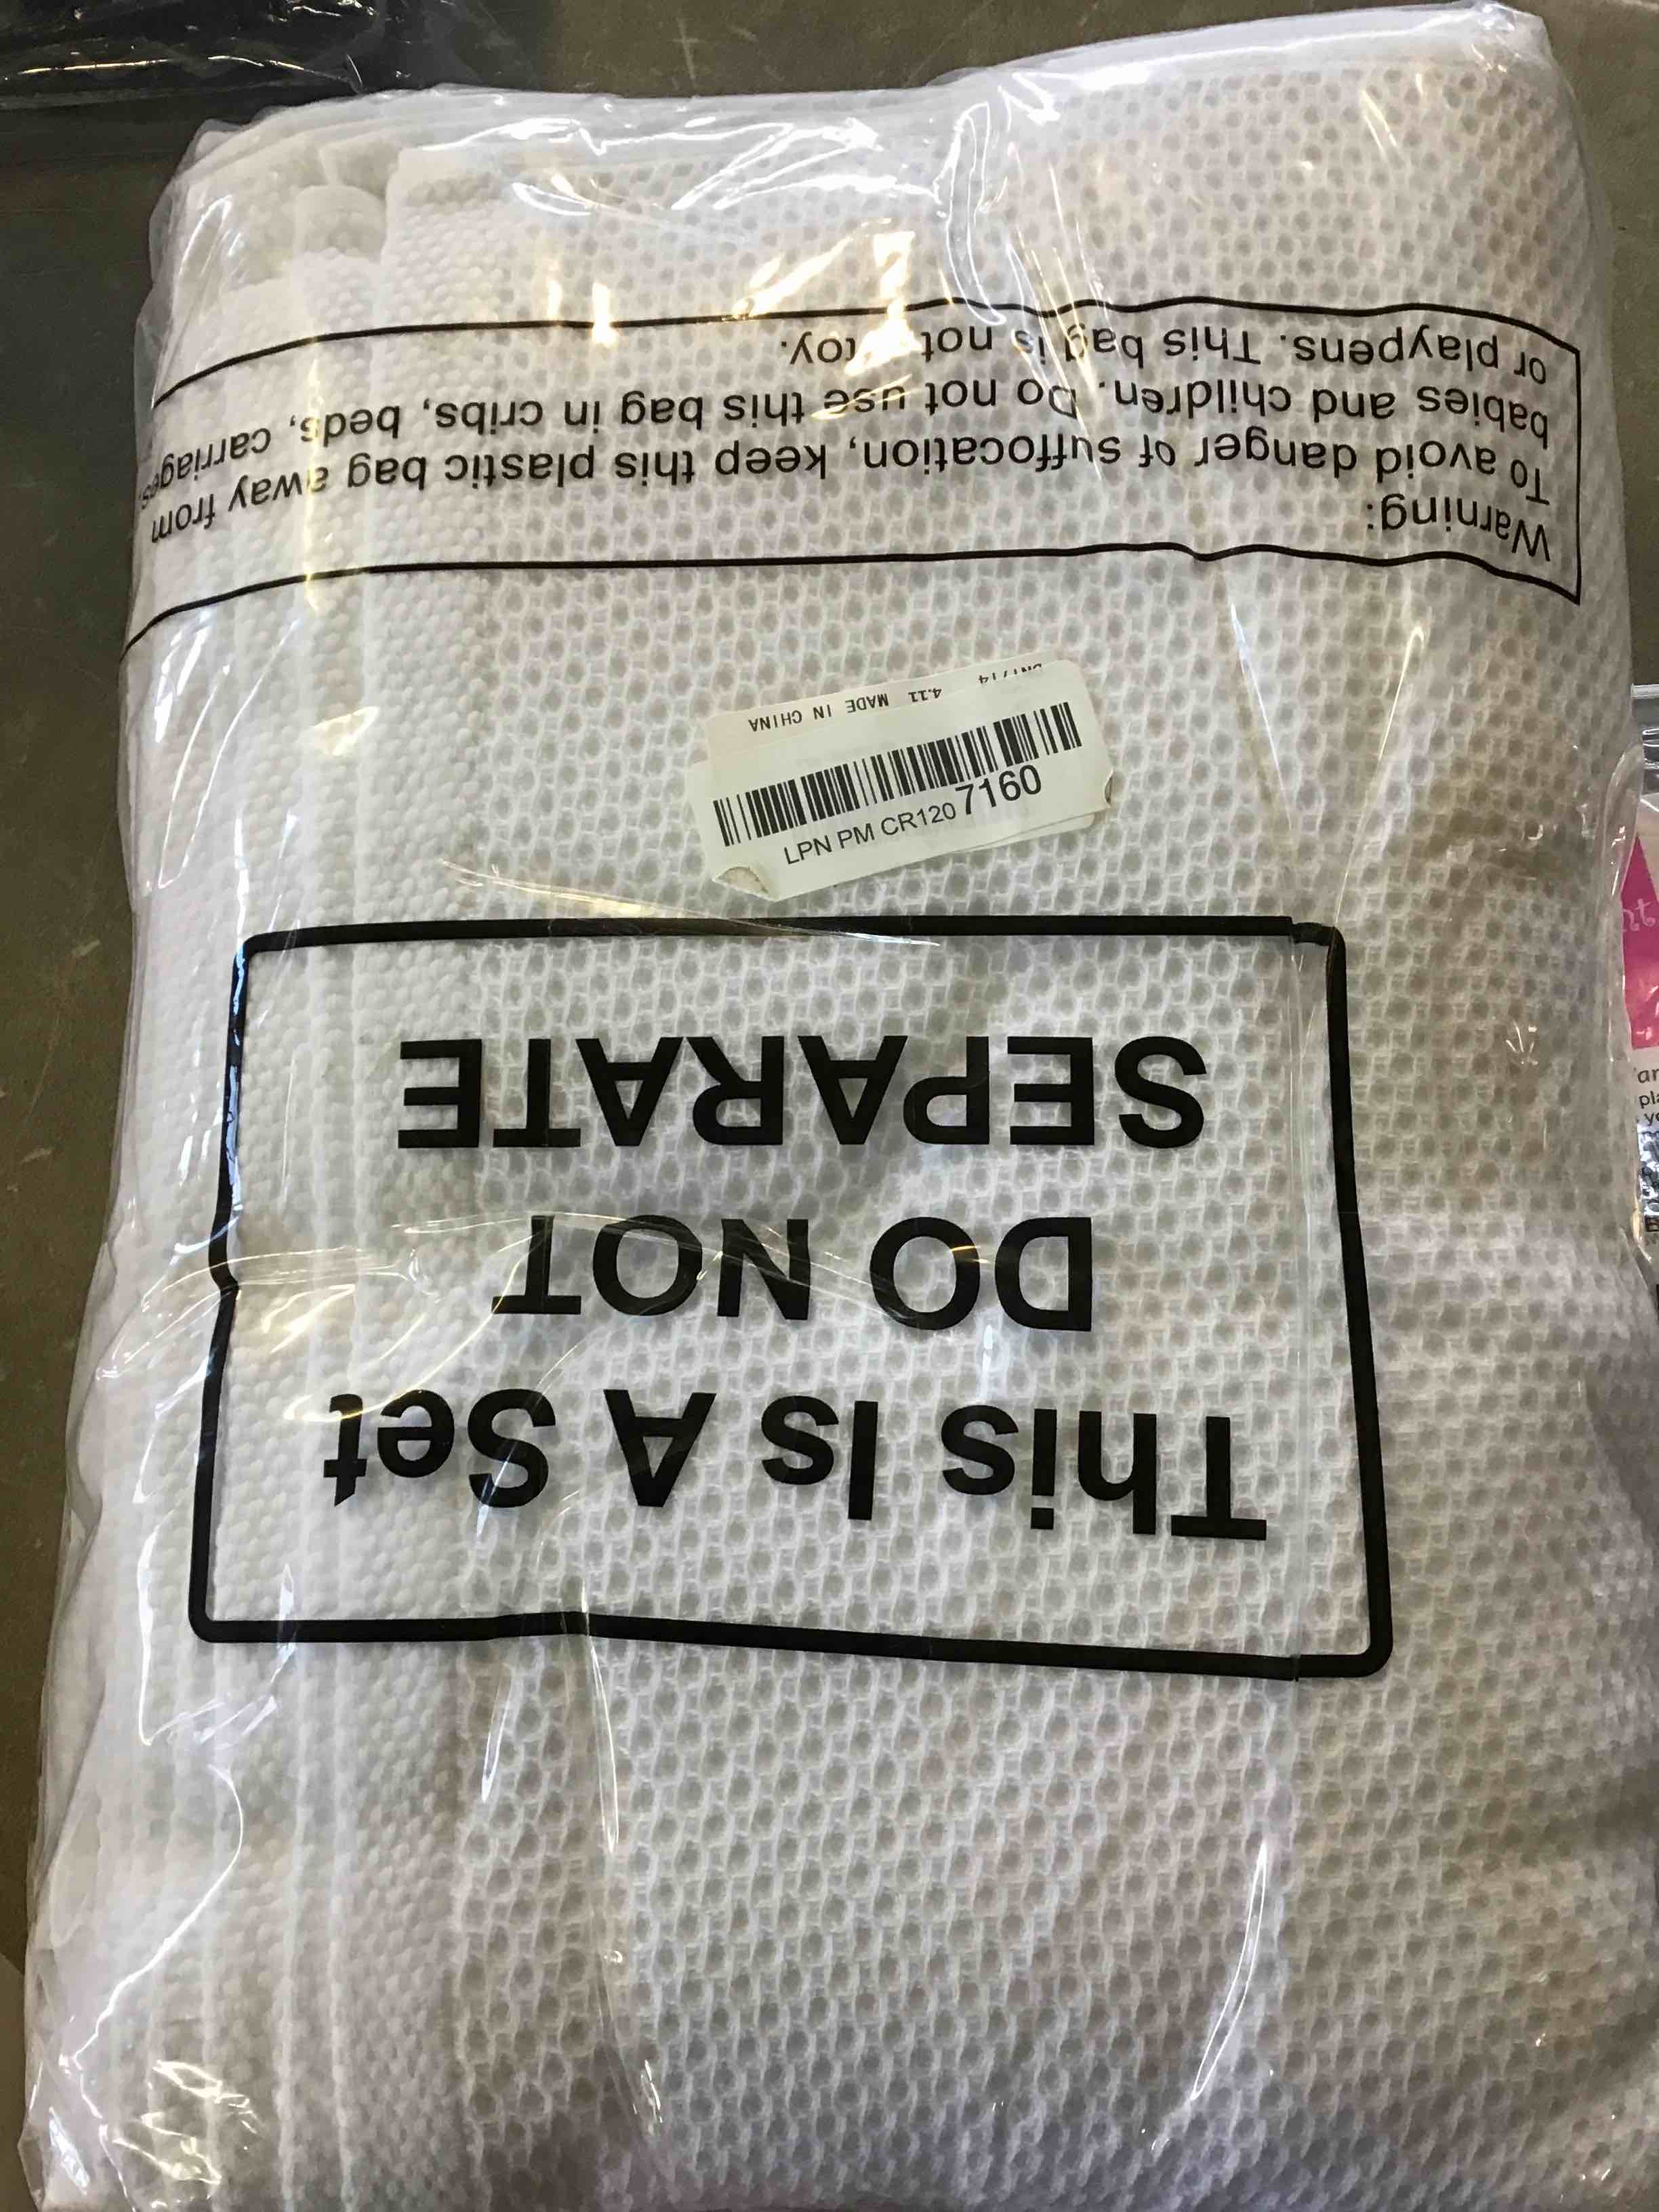 This Is A Set
DO NOT
SEPARATE
LPN PM CR120 7160
4.11 MADE IN CHINA
Warning:
To avoid danger of suffocation, keep this plastic bag away from
babies and children. Do not use this bag in cribs, beds, carriages,
or playpens. This bag is not toy.